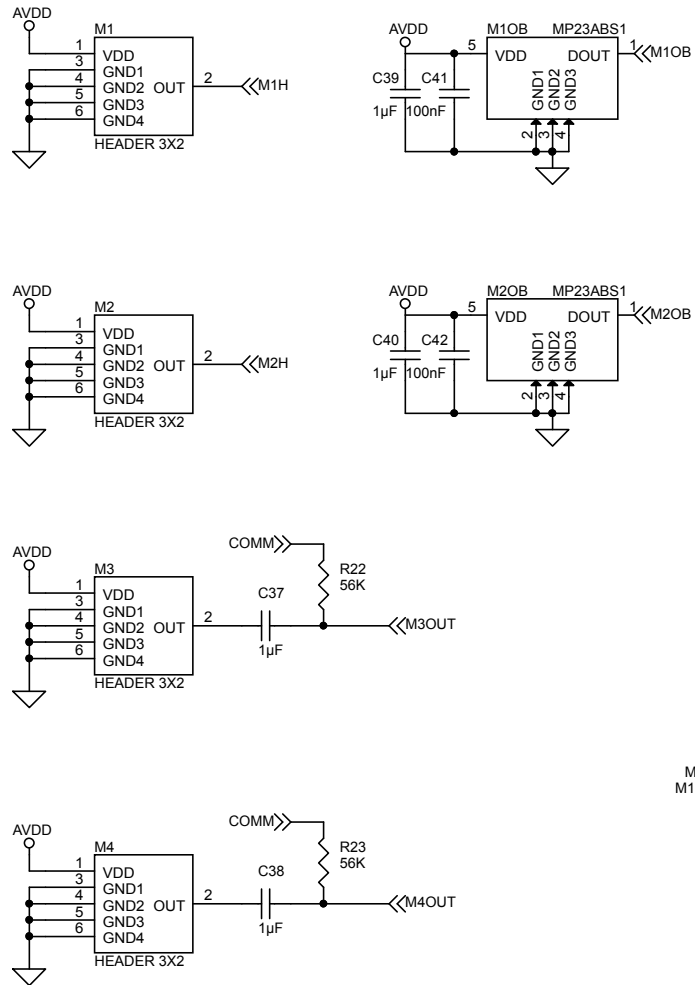 AVDD
M1
1 VDD
3 GND1
4 GND2 OUT 2 M1H
5 GND3
6 GND4
HEADER 3X2
AVDD
M1OB MP23ABS1
5 VDD DOUT 1 M1OB
C39 C41
1µF 100nF
GND1 GND2 GND3
2 3 4
AVDD
M2
1 VDD
3 GND1
4 GND2 OUT 2 M2H
5 GND3
6 GND4
HEADER 3X2
AVDD
M2OB MP23ABS1
5 VDD DOUT 1 M2OB
C40 C42
1µF 100nF
GND1 GND2 GND3
2 3 4
COMM
R22
56K
AVDD
M3
1 VDD
3 GND1
4 GND2 OUT 2
5 GND3
6 GND4
HEADER 3X2
C37
1µF
M3OUT
M
M1
COMM
R23
56K
AVDD
M4
1 VDD
3 GND1
4 GND2 OUT 2
5 GND3
6 GND4
HEADER 3X2
C38
1µF
M4OUT